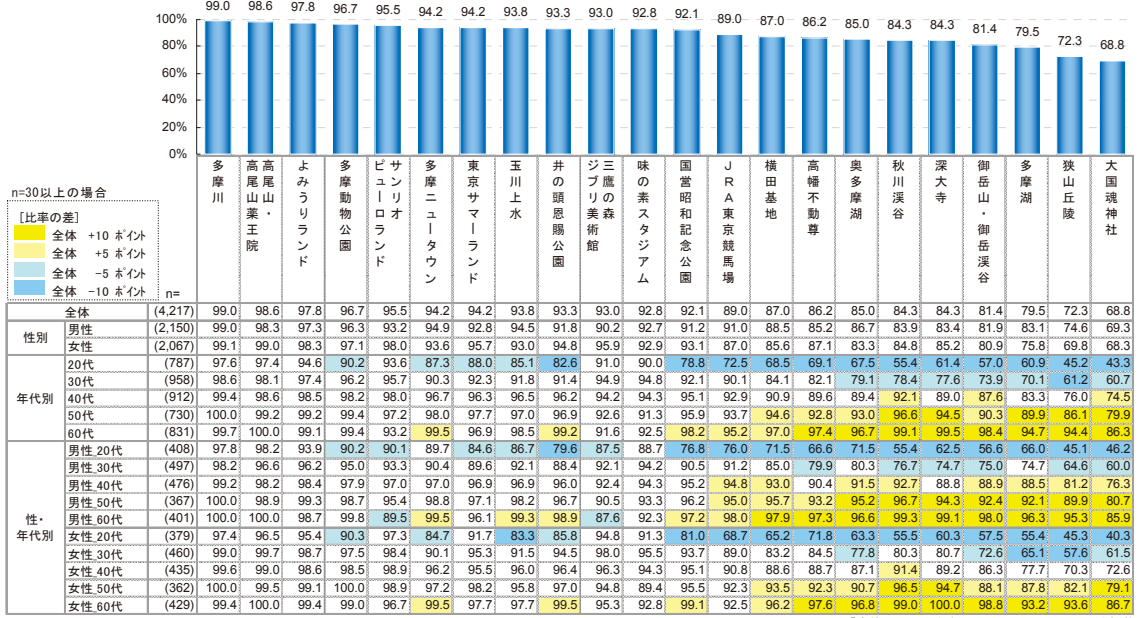 99.0 98.6 97.8 96.7 95.5 94.2 94.2 93.8 93.3 93.0 92.8 92.1 89.0 87.0 86.2 85.0 84.3 84.3 81.4 79.5 72.3 68.8
100%
80%
60%
40%
20%
0%
多摩川
高尾山・
高尾山薬王院
よみうりランド
多摩動物公園
サンリオ
ピューロランド
多摩ニュータウン
東京サマーランド
玉川上水
井の頭恩賜公園
三鷹の森
ジブリ美術館
味の素スタジアム
国営昭和記念公園
JRA東京競馬場
横田基地
高幡不動尊
奥多摩湖
秋川渓谷
深大寺
御岳山・御岳渓谷
多摩湖
狭山丘陵
大国魂神社
n=30以上の場合
[比率の差]
全体 +10 ポイント
全体 +5 ポイント
全体 -5 ポイント
全体 -10 ポイント
n=
全体 (4,217) 99.0 98.6 97.8 96.7 95.5 94.2 94.2 93.8 93.3 93.0 92.8 92.1 89.0 87.0 86.2 85.0 84.3 84.3 81.4 79.5 72.3 68.8
性別
男性 (2,150) 99.0 98.3 97.3 96.3 93.2 94.9 92.8 94.5 91.8 90.2 92.7 91.2 91.0 88.5 85.2 86.7 83.9 83.4 81.9 83.1 74.6 69.3
女性 (2,067) 99.1 99.0 98.3 97.1 98.0 93.6 95.7 93.0 94.8 95.9 92.9 93.1 87.0 85.6 87.1 83.3 84.8 85.2 80.9 75.8 69.8 68.3
年代別
20代 (787) 97.6 97.4 94.6 90.2 93.6 87.3 88.0 85.1 82.6 91.0 90.0 78.8 72.5 68.5 69.1 67.5 55.4 61.4 57.0 60.9 45.2 43.3
30代 (958) 98.6 98.1 97.4 96.2 95.7 90.3 92.3 91.8 91.4 94.9 94.8 92.1 90.1 84.1 82.1 79.1 78.4 77.6 73.9 70.1 61.2 60.7
40代 (912) 99.4 98.6 98.5 98.2 98.0 96.7 96.3 96.5 96.2 94.2 94.3 95.1 92.9 90.9 89.6 89.4 92.1 89.0 87.6 83.3 76.0 74.5
50代 (730) 100.0 99.2 99.2 99.4 97.2 98.0 97.7 97.0 96.9 92.6 91.3 95.9 93.7 94.6 92.8 93.0 96.6 94.5 90.3 89.9 86.1 79.9
60代 (831) 99.7 100.0 99.1 99.4 93.2 99.5 96.9 98.5 99.2 91.6 92.5 98.2 95.2 97.0 97.4 96.7 99.1 99.5 98.4 94.7 94.4 86.3
性・
年代別
男性_20代 (408) 97.8 98.2 93.9 90.2 90.1 89.7 84.6 86.7 79.6 87.5 88.7 76.8 76.0 71.5 66.6 71.5 55.4 62.5 56.6 66.0 45.1 46.2
男性_30代 (497) 98.2 96.6 96.2 95.0 93.3 90.4 89.6 92.1 88.4 92.1 94.2 90.5 91.2 85.0 79.9 80.3 76.7 74.7 75.0 74.7 64.6 60.0
男性_40代 (476) 99.2 98.2 98.4 97.9 97.0 97.0 96.9 96.9 96.0 92.4 94.3 95.2 94.8 93.0 90.4 91.5 92.7 88.8 88.9 88.5 81.2 76.3
男性_50代 (367) 100.0 98.9 99.3 98.7 95.4 98.8 97.1 98.2 96.7 90.5 93.3 96.2 95.0 95.7 93.2 95.2 96.7 94.3 92.4 92.1 89.9 80.7
男性_60代 (401) 100.0 100.0 98.7 99.8 89.5 99.5 96.1 99.3 98.9 87.6 92.3 97.2 98.0 97.9 97.3 96.6 99.3 99.1 98.0 96.3 95.3 85.9
女性_20代 (379) 97.4 96.5 95.4 90.3 97.3 84.7 91.7 83.3 85.8 94.8 91.3 81.0 68.7 65.2 71.8 63.3 55.5 60.3 57.5 55.4 45.3 40.3
女性_30代 (460) 99.0 99.7 98.7 97.5 98.4 90.1 95.3 91.5 94.5 98.0 95.5 93.7 89.0 83.2 84.5 77.8 80.3 80.7 72.6 65.1 57.6 61.5
女性_40代 (435) 99.6 99.0 98.6 98.5 98.9 96.2 95.5 96.0 96.4 96.3 94.3 95.1 90.8 88.6 88.7 87.1 91.4 89.2 86.3 77.7 70.3 72.6
女性_50代 (362) 100.0 99.5 99.1 100.0 98.9 97.2 98.2 95.8 97.0 94.8 89.4 95.5 92.3 93.5 92.3 90.7 96.5 94.7 88.1 87.8 82.1 79.1
女性_60代 (429) 99.4 100.0 99.4 99.0 96.7 99.5 97.7 97.7 99.5 95.3 92.8 99.1 92.5 96.2 97.6 96.8 99.0 100.0 98.8 93.2 93.6 86.7